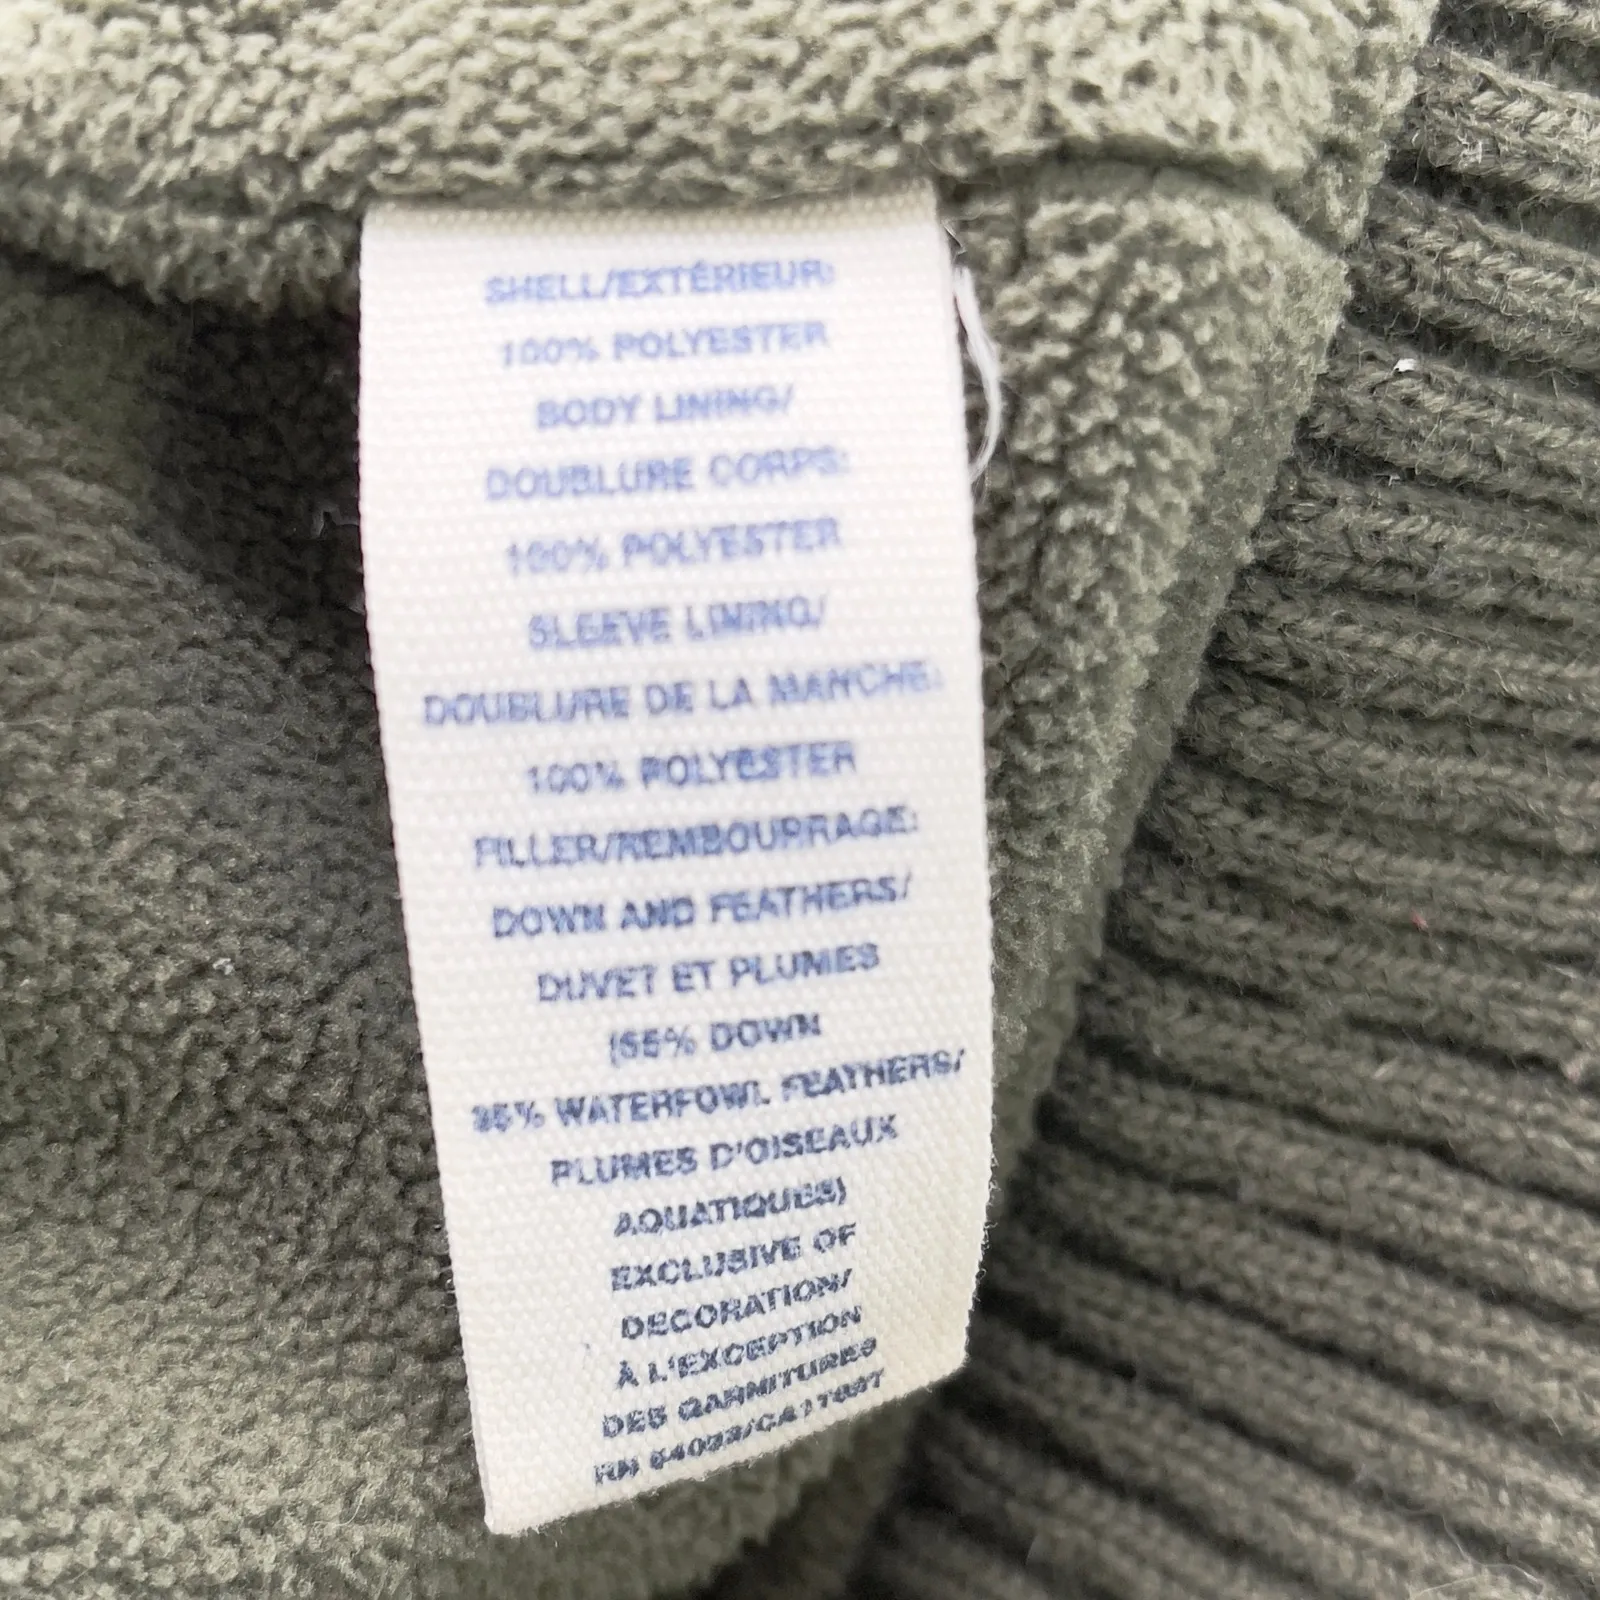 SHELL/EXTÉRIEUR:
100% POLYESTER
BODY LINING/
DOUBLURE CORPS:
100% POLYESTER
SLEEVE LINING/
DOUBLURE DE LA MANCHE:
100% POLYESTER
FILLER/REMBOURRAGE:
DOWN AND FEATHERS/
DUVET ET PLUMES
DOWN
35% WATERFOWL FEATHERS/
PLUMES D'OISEAUX
AQUATIQUES)
EXCLUSIVE OF
DECORATION/
À L'EXCEPTION
DES GARNITURES
RN